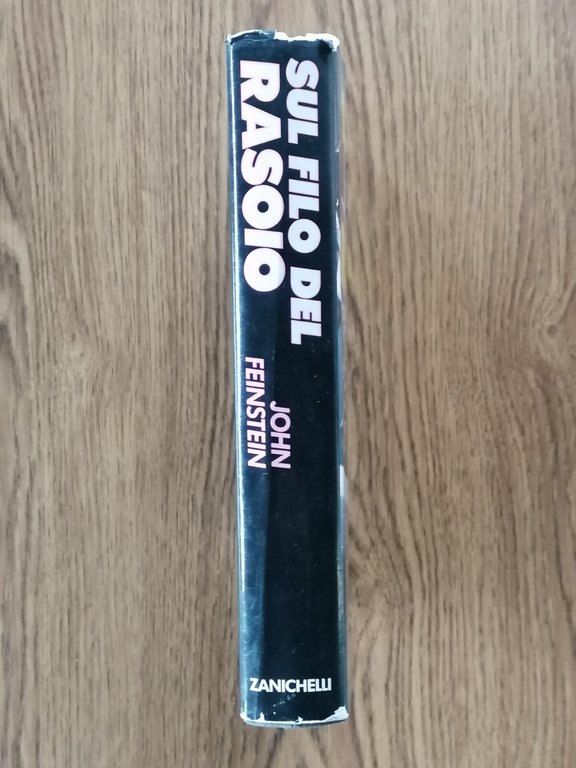 SUL FILO DEL
RASOIO
JOHN
FEINSTEIN
ZANICHELLI